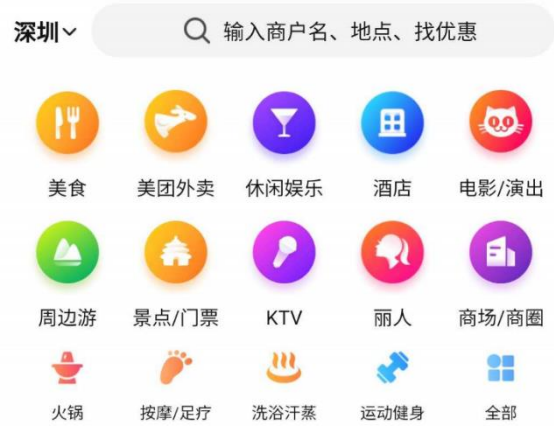 深圳 输入商户名、地点、找优惠
美食 美团外卖 休闲娱乐 酒店 电影/演出
周边游 景点/门票 KTV 丽人 商场/商圈
火锅 按摩/足疗 洗浴汗蒸 运动健身 全部